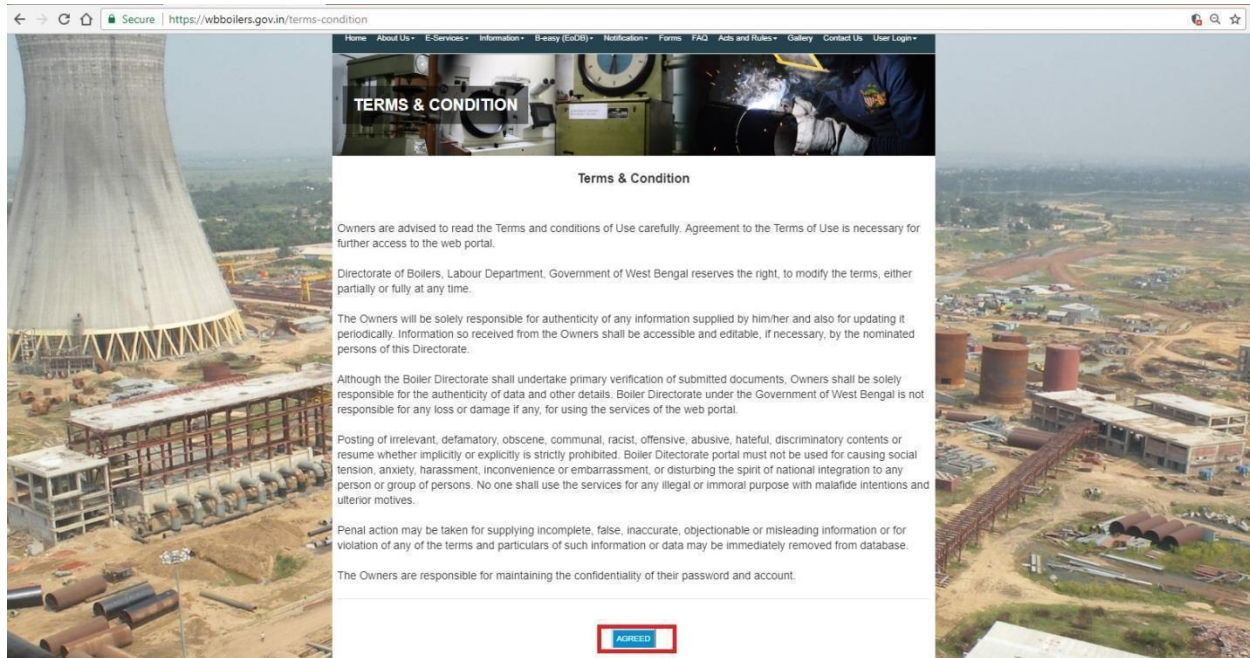 Secure | https://wbboilers.gov.in/terms-condition
Home About Us E-Services Information B-easy (EoDB) Notification Forms FAQ Acts and Rules Gallery Contact Us User Login
TERMS & CONDITION
Terms & Condition
Owners are advised to read the Terms and conditions of Use carefully. Agreement to the Terms of Use is necessary for
further access to the web portal.
Directorate of Boilers, Labour Department, Government of West Bengal reserves the right, to modify the terms, either
partially or fully at any time.
The Owners will be solely responsible for authenticity of any information supplied by him/her and also for updating it
periodically. Information so received from the Owners shall be accessible and editable, if necessary, by the nominated
persons of this Directorate.
Although the Boiler Directorate shall undertake primary verification of submitted documents, Owners shall be solely
responsible for the authenticity of data and other details. Boiler Directorate under the Government of West Bengal is not
responsible for any loss or damage if any, for using the services of the web portal.
Posting of irrelevant, defamatory, obscene, communal, racist, offensive, abusive, hateful, discriminatory contents or
resume whether implicitly or explicitly is strictly prohibited. Boiler Ditectorate portal must not be used for causing social
tension, anxiety, harassment, inconvenience or embarrassment, or disturbing the spirit of national integration to any
person or group of persons. No one shall use the services for any illegal or immoral purpose with malafide intentions and
ulterior motives.
Penal action may be taken for supplying incomplete, false, inaccurate, objectionable or misleading information or for
violation of any of the terms and particulars of such information or data may be immediately removed from database.
The Owners are responsible for maintaining the confidentiality of their password and account.
AGREED